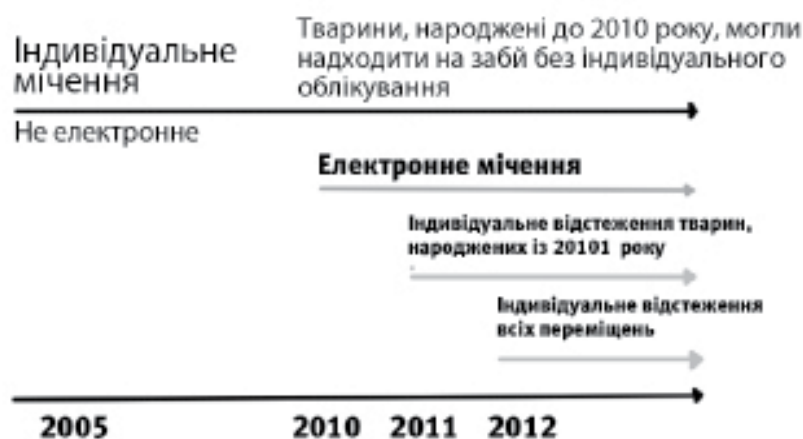 Індивідуальне
мічення
Тварини, народжені до 2010 року, могли
надходити на забй без індивідуального
облікування
Не електронне
Електронне мічення
Індивідуальне відстеження тварин,
народжених із 20101 року
Індивідуальне відстеження
всіх переміщень
2005 2010 2011 2012